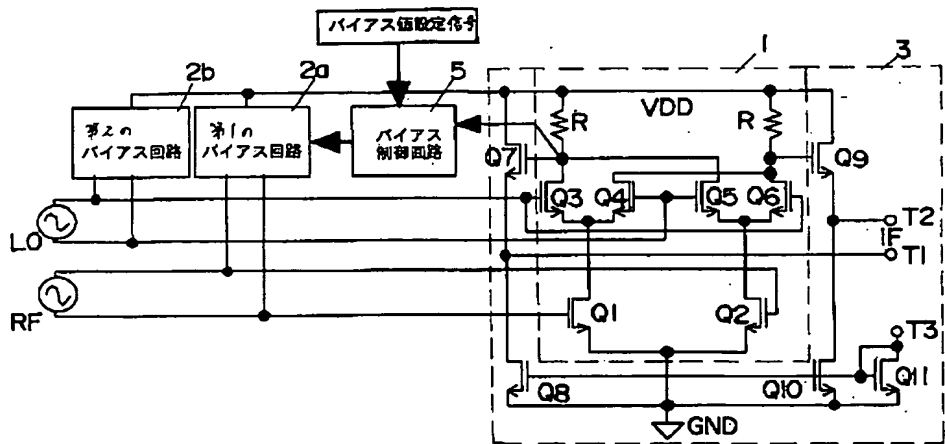 バイアス値設定信号
1
3
2b
2a
5
VDD
第2の
バイアス回路
第1の
バイアス回路
バイアス
制御回路
R
R
Q7
Q9
Q3
Q4
Q5
Q6
LO
T2
IF
T1
RF
Q1
Q2
T3
Q8
Q10
Q11
GND